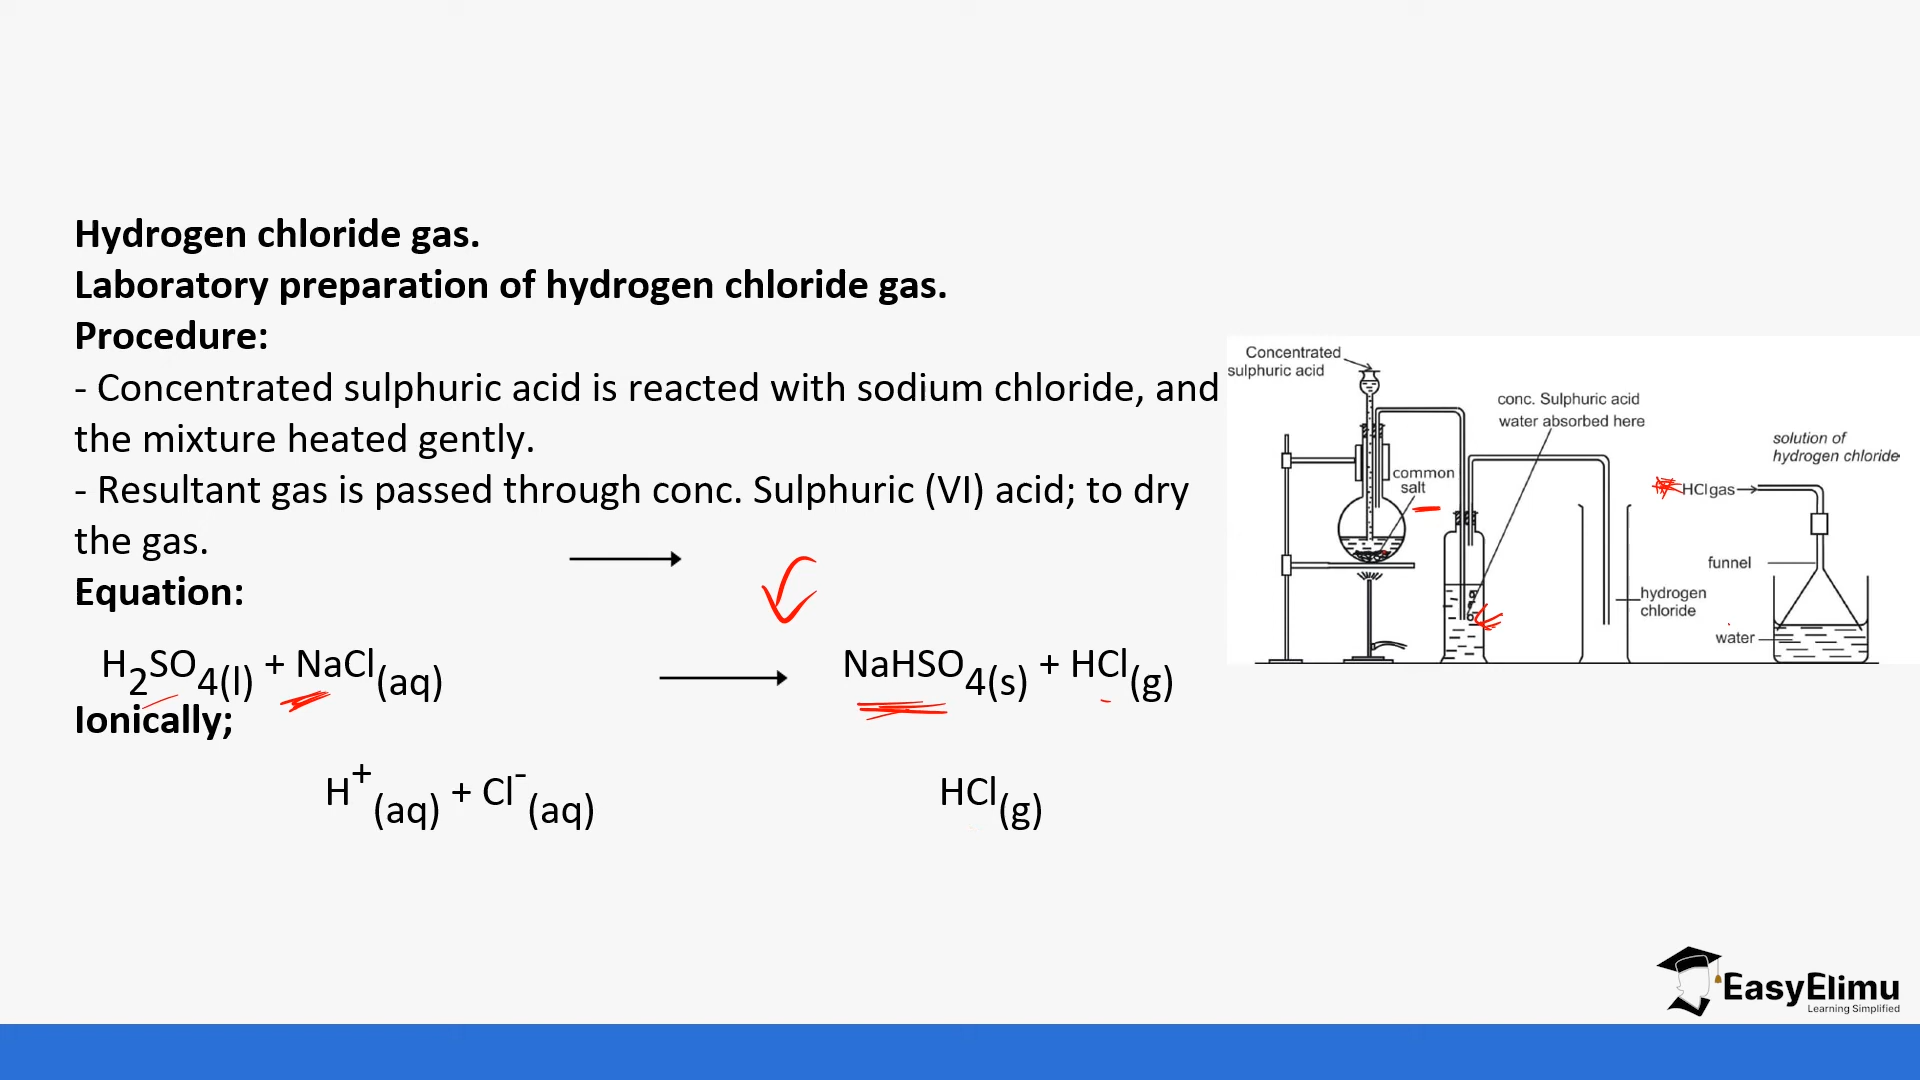 Hydrogen chloride gas.
Laboratory preparation of hydrogen chloride gas.
Procedure:
- Concentrated sulphuric acid is reacted with sodium chloride, and
the mixture heated gently.
- Resultant gas is passed through conc. Sulphuric (VI) acid; to dry
the gas.
Equation:
H2SO4(l) + NaCl(aq) → NaHSO4(s) + HCl(g)
Ionically;
H+(aq) + Cl-(aq) HCl(g)
Concentrated
sulphuric acid
conc. Sulphuric acid
water absorbed here
common
salt
solution of
hydrogen chloride
HCl gas
funnel
hydrogen
chloride
water
EasyElimu
Learning Simplified